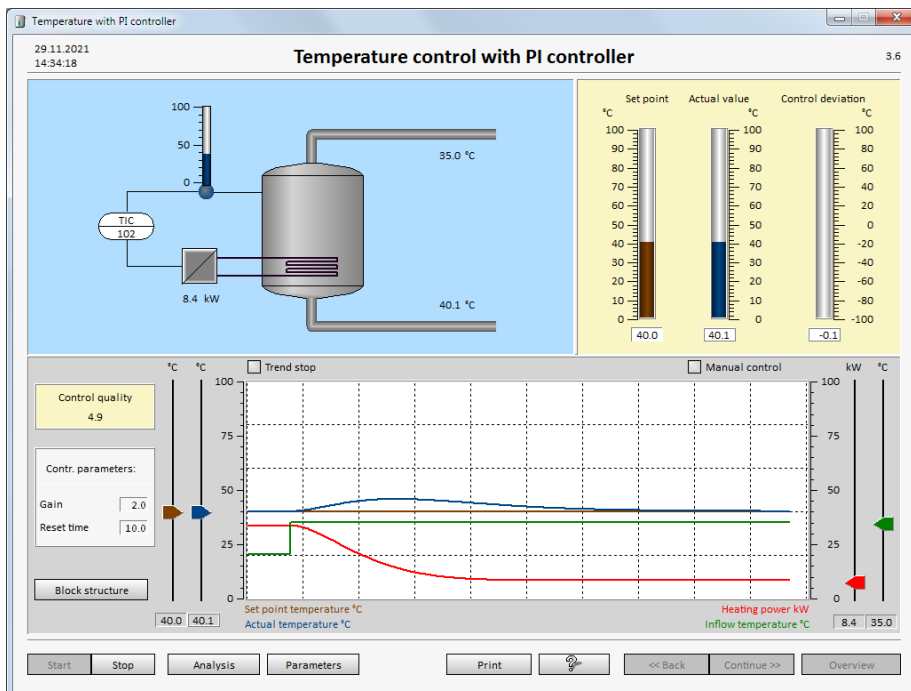 Temperature with PI controller
29.11.2021
14:34:18
Temperature control with PI controller
3.6
100
50
0
TIC
102
8.4 kW
35.0 °C
40.1 °C
Set point Actual value Control deviation
°C °C °C
100 100 100
90 90 80
80 80 60
70 70 40
60 60 20
50 50 0
40 40 -20
30 30 -40
20 20 -60
10 10 -80
0 0 -100
40.0 40.1 -0.1
°C °C Trend stop Manual control kW °C
Control quality
4.9
Contr. parameters:
Gain 2.0
Reset time 10.0
Block structure
100 100
75 75
50 50
25 25
0 0
40.0 40.1 Set point temperature °C Heating power kW 8.4 35.0
Actual temperature °C Inflow temperature °C
Start Stop Analysis Parameters Print ? << Back Continue >> Overview